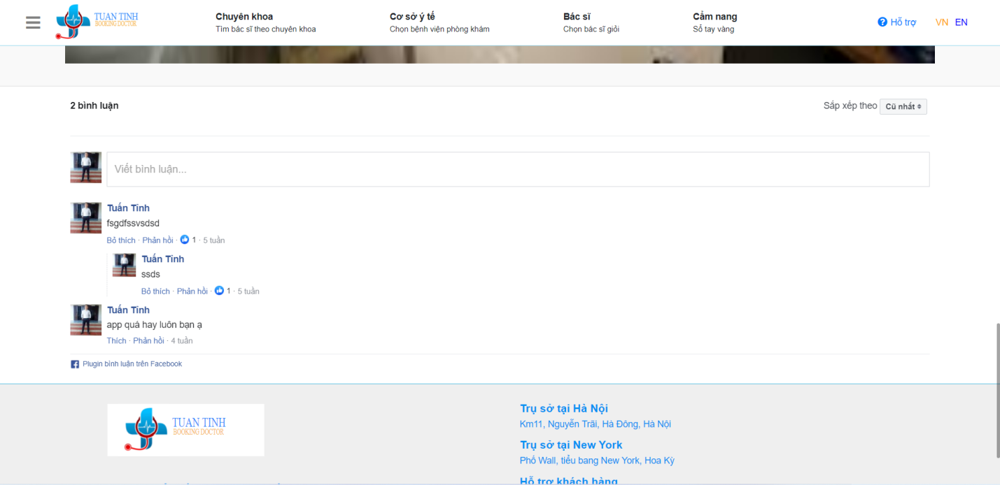 TUAN TINH
BOOKING DOCTOR
Chuyên khoa
Tìm bác sĩ theo chuyên khoa
Cơ sở ý tế
Chọn bệnh viện phòng khám
Bác sĩ
Chọn bác sĩ giỏi
Cẩm nang
Sổ tay vàng
Hỗ trợ
VN EN
2 bình luận
Sắp xếp theo Cũ nhất
Viết bình luận...
Tuấn Tĩnh
fsgdfssvsdsd
Bỏ thích · Phản hồi · 1 · 5 tuần
Tuấn Tĩnh
ssds
Bỏ thích · Phản hồi · 1 · 5 tuần
Tuấn Tĩnh
app quá hay luôn bạn ạ
Thích · Phản hồi · 4 tuần
Plugin bình luận trên Facebook
TUAN TINH
BOOKING DOCTOR
Trụ sở tại Hà Nội
Km11, Nguyễn Trãi, Hà Đông, Hà Nội
Trụ sở tại New York
Phố Wall, tiểu bang New York, Hoa Kỳ
Hỗ trợ khách hàng